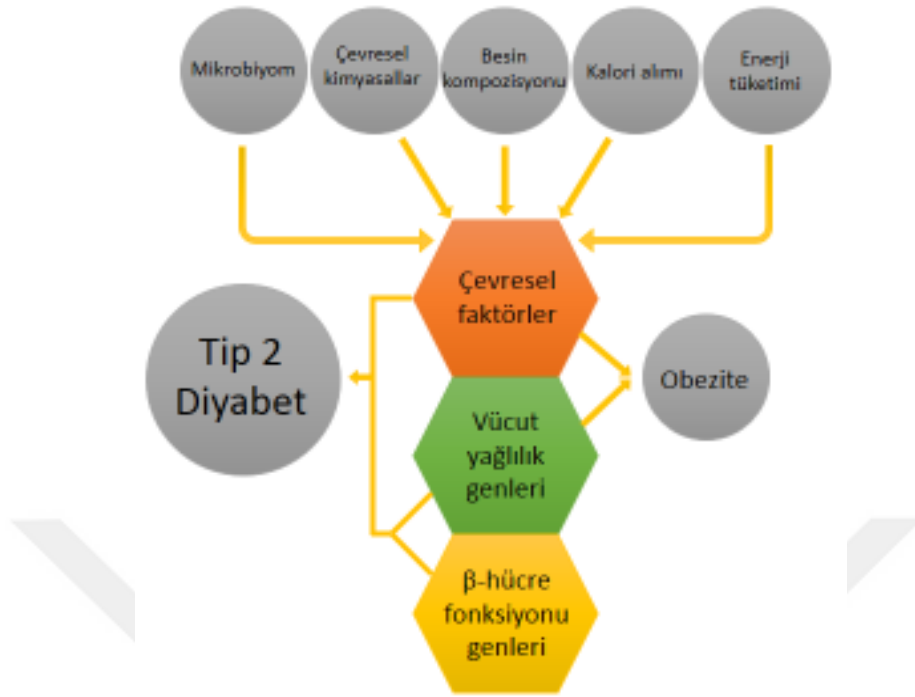 Mikrobiyom
Çevresel
kimyasallar
Besin
kompozisyonu
Kalori alımı
Enerji
tüketimi
Çevresel
faktörler
Tip 2
Diyabet
Obezite
Vücut
yağlılık
genleri
β-hücre
fonksiyonu
genleri